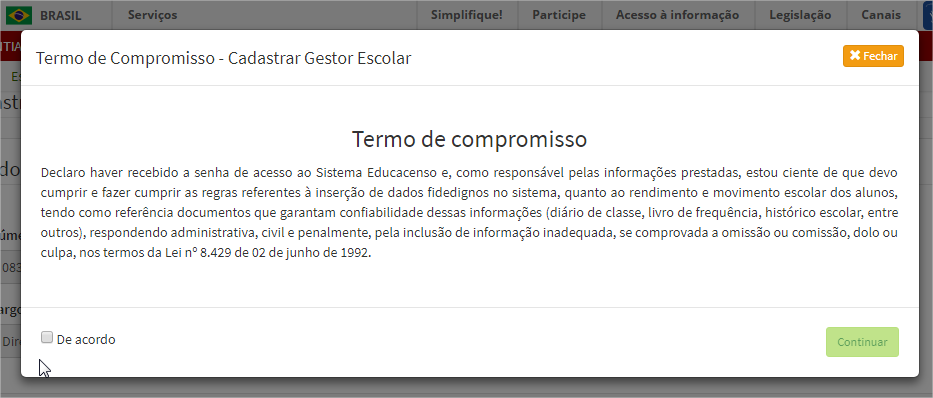 BRASIL Serviços Simplifique! Participe Acesso à informação Legislação Canais
Termo de Compromisso - Cadastrar Gestor Escolar
Fechar
Termo de compromisso
Declaro haver recebido a senha de acesso ao Sistema Educacenso e, como responsável pelas informações prestadas, estou ciente de que devo
cumprir e fazer cumprir as regras referentes à inserção de dados fidedignos no sistema, quanto ao rendimento e movimento escolar dos alunos,
tendo como referência documentos que garantam confiabilidade dessas informações (diário de classe, livro de frequência, histórico escolar, entre
outros), respondendo administrativa, civil e penalmente, pela inclusão de informação inadequada, se comprovada a omissão ou comissão, dolo ou
culpa, nos termos da Lei nº 8.429 de 02 de junho de 1992.
De acordo
Continuar